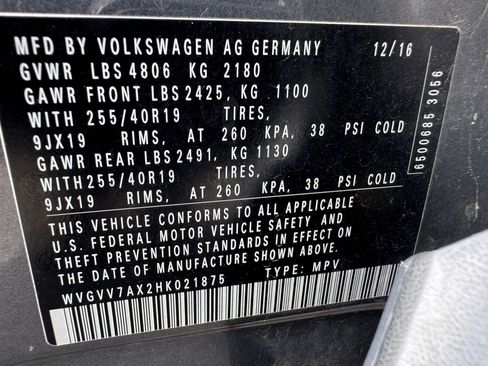 MFD BY VOLKSWAGEN AG GERMANY 12/16
GVWR LBS 4806 KG 2180
GAWR FRONT LBS 2425, KG 1100
WITH 255/40R19 TIRES,
9JX19 RIMS, AT 260 KPA, 38 PSI COLD
GAWR REAR LBS 2491, KG 1130
WITH 255/40R19 TIRES,
9JX19 RIMS, AT 260 KPA, 38 PSI COLD
THIS VEHICLE CONFORMS TO ALL APPLICABLE
U.S. FEDERAL MOTOR VEHICLE SAFETY AND
THEFT PREVENTION STANDARDS IN EFFECT ON
THE DATE OF MANUFACTURE SHOWN ABOVE.
WVGVV7AX2HK021875 TYPE: MPV
6500685 3056